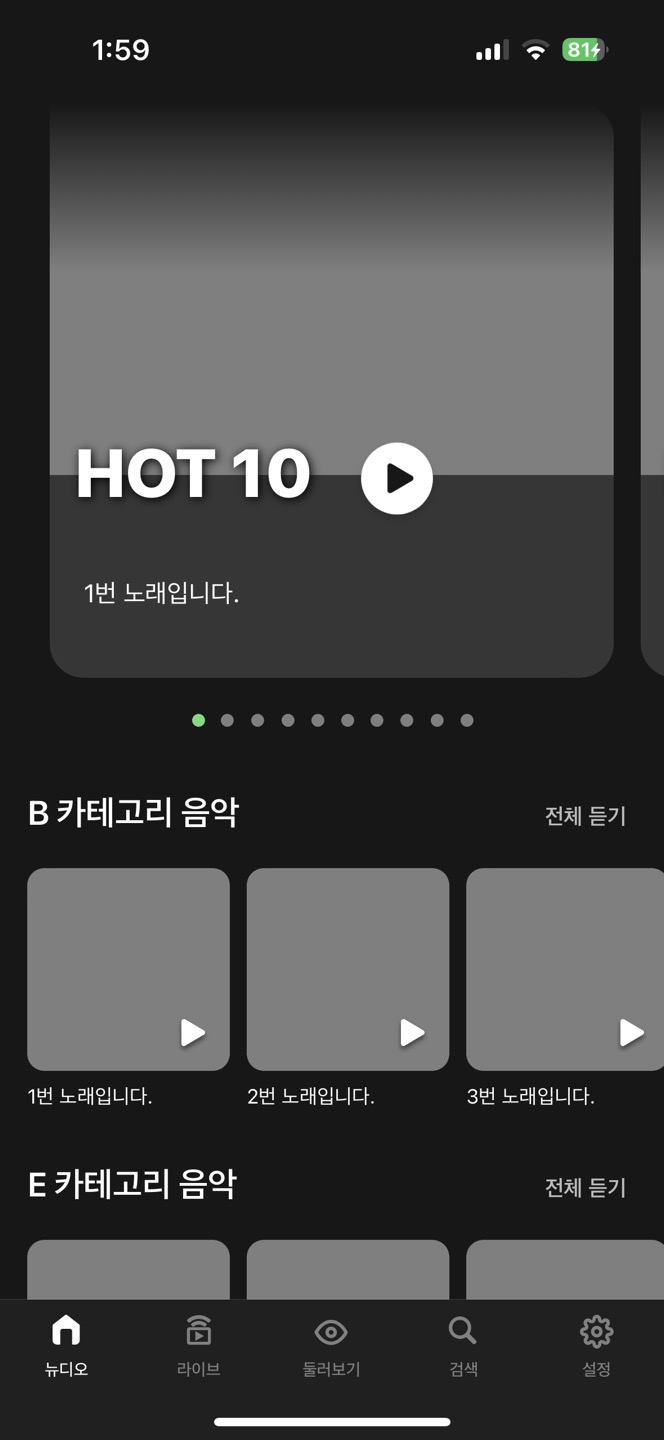 1:59
81
HOT 10
1번 노래입니다.
B 카테고리 음악
전체 듣기
1번 노래입니다.
2번 노래입니다.
3번 노래입니다.
E 카테고리 음악
전체 듣기
뉴디오
라이브
둘러보기
검색
설정